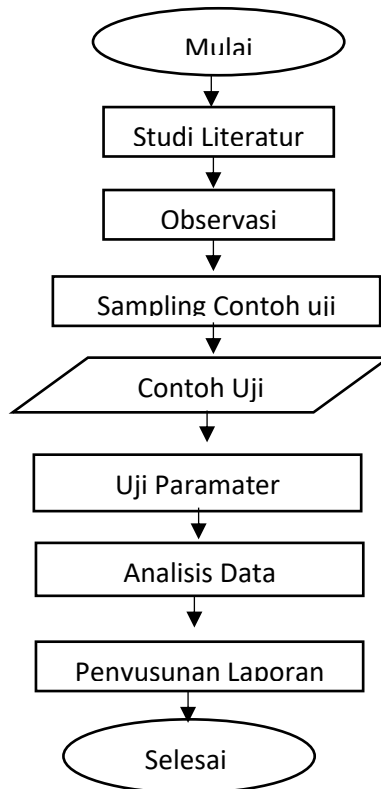 Mulai
Studi Literatur
Observasi
Sampling Contoh uji
Contoh Uji
Uji Paramater
Analisis Data
Penyusunan Laporan
Selesai